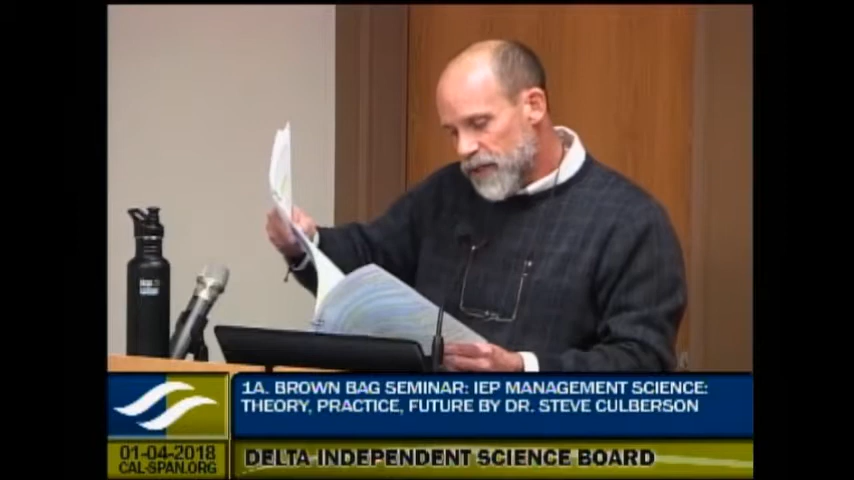 1A. BROWN BAG SEMINAR: IEP MANAGEMENT SCIENCE:
THEORY, PRACTICE, FUTURE BY DR. STEVE CULBERSON
01-04-2018
CAL-SPAN.ORG
DELTA INDEPENDENT SCIENCE BOARD